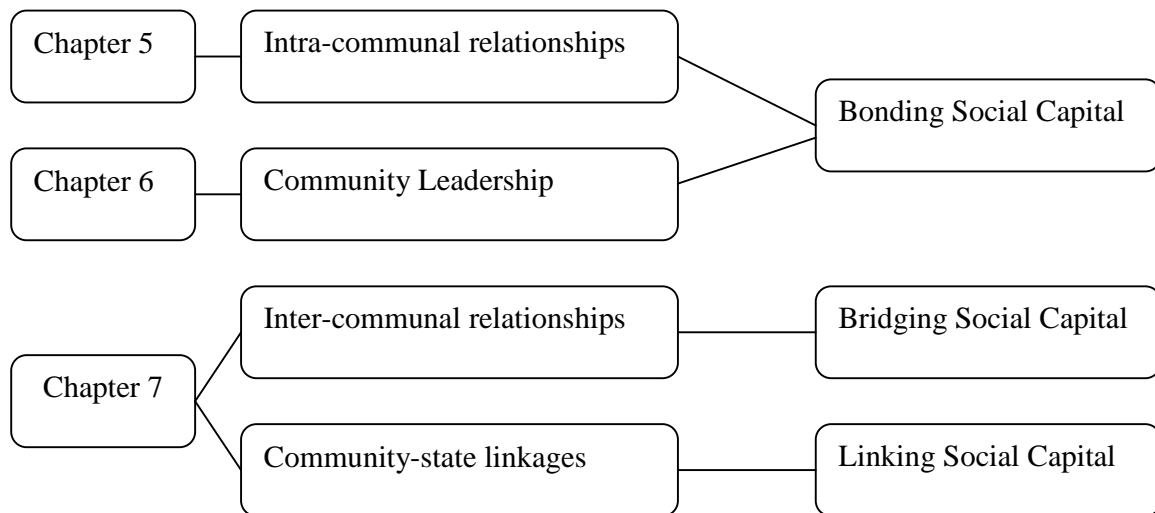 Chapter 5
Intra-communal relationships
Bonding Social Capital
Chapter 6
Community Leadership
Inter-communal relationships
Bridging Social Capital
Chapter 7
Community-state linkages
Linking Social Capital